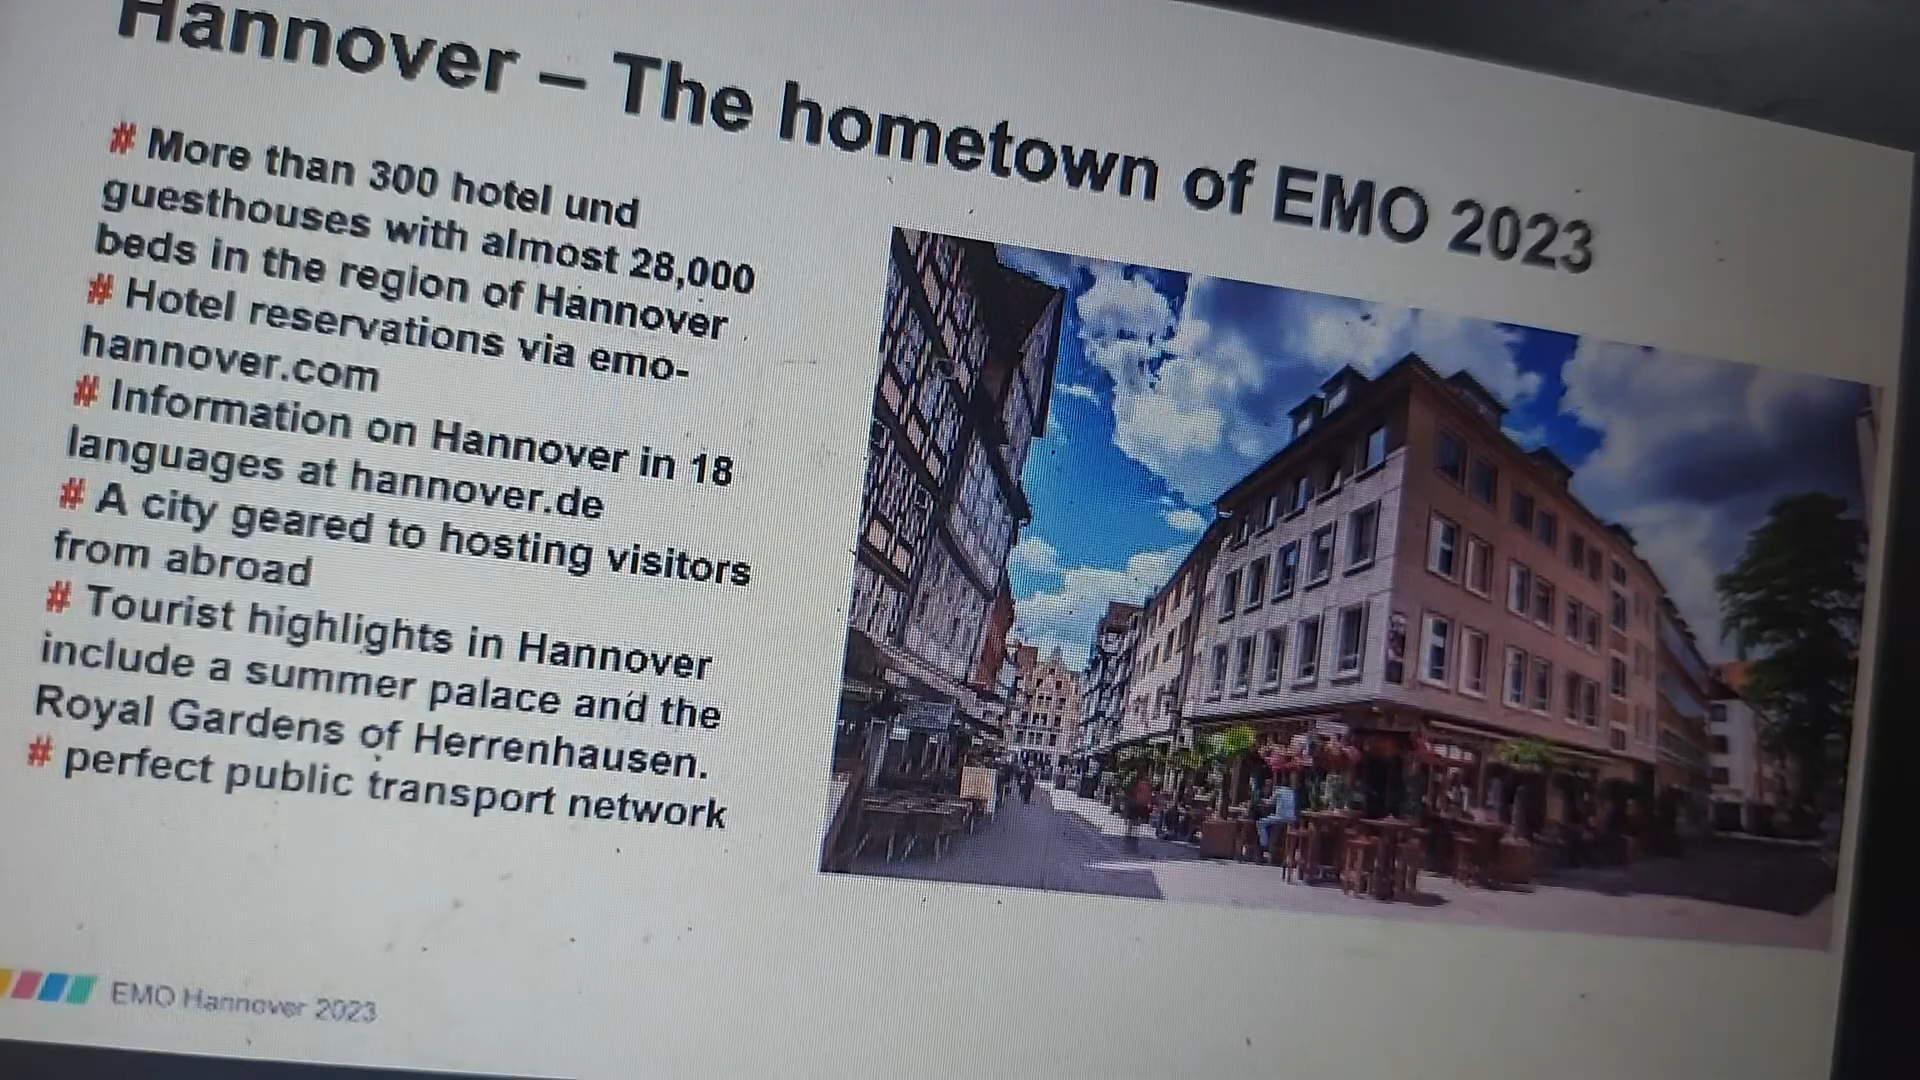 Hannover – The hometown of EMO 2023
# More than 300 hotel und
guesthouses with almost 28,000
beds in the region of Hannover
# Hotel reservations via emo-
hannover.com
# Information on Hannover in 18
languages at hannover.de
# A city geared to hosting visitors
from abroad
# Tourist highlights in Hannover
include a summer palace and the
Royal Gardens of Herrenhausen.
# perfect public transport network
EMO Hannover 2023